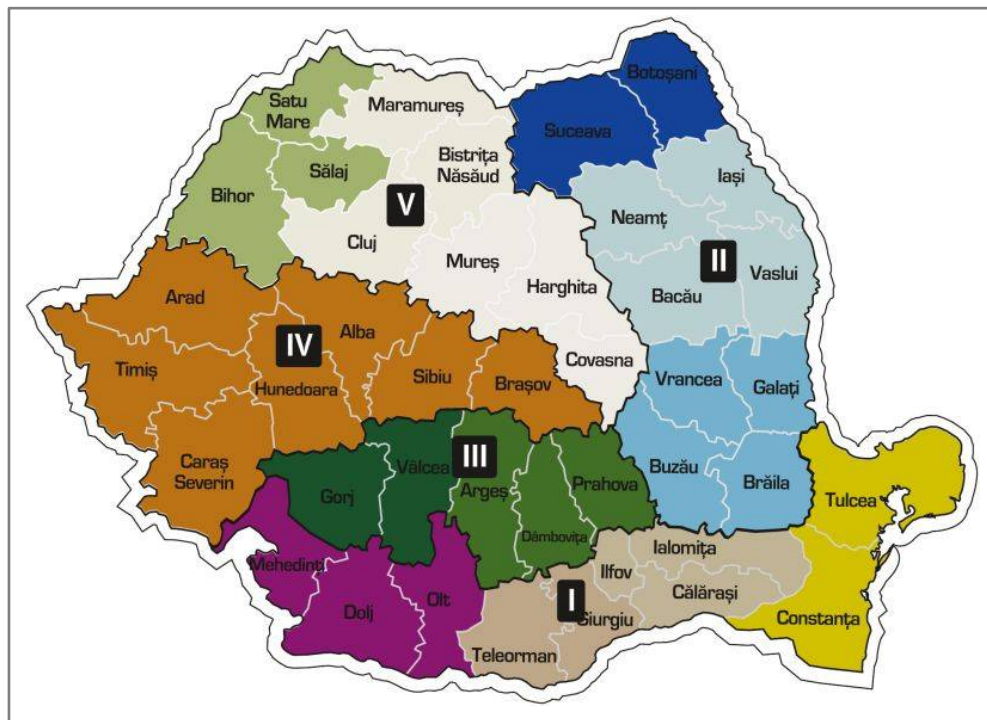 Botoșani
Satu
Mare
Maramureș
Suceava
Bistrița
Năsăud
Iași
Sălaj
Bihor
V
Neamț
Cluj
II
Mureș
Vaslui
Harghita
Bacău
Arad
Alba
IV
Covasna
Timiș
Sibiu
Brașov
Vrancea
Galați
Hunedoara
Caraș
Severin
Vâlcea
III
Buzău
Brăila
Gorj
Argeș
Prahova
Tulcea
Dâmbovița
Ialomița
Mehedinț
Ilfov
Olt
Călărași
Dolj
I
Giurgiu
Constanța
Teleorman